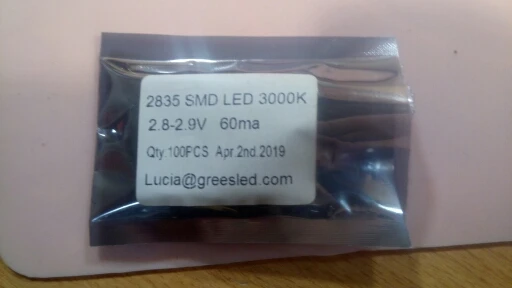 2835 SMD LED 3000K
2.8-2.9V 60ma
Qty:100PCS Apr.2nd.2019
Lucia@greesled.com